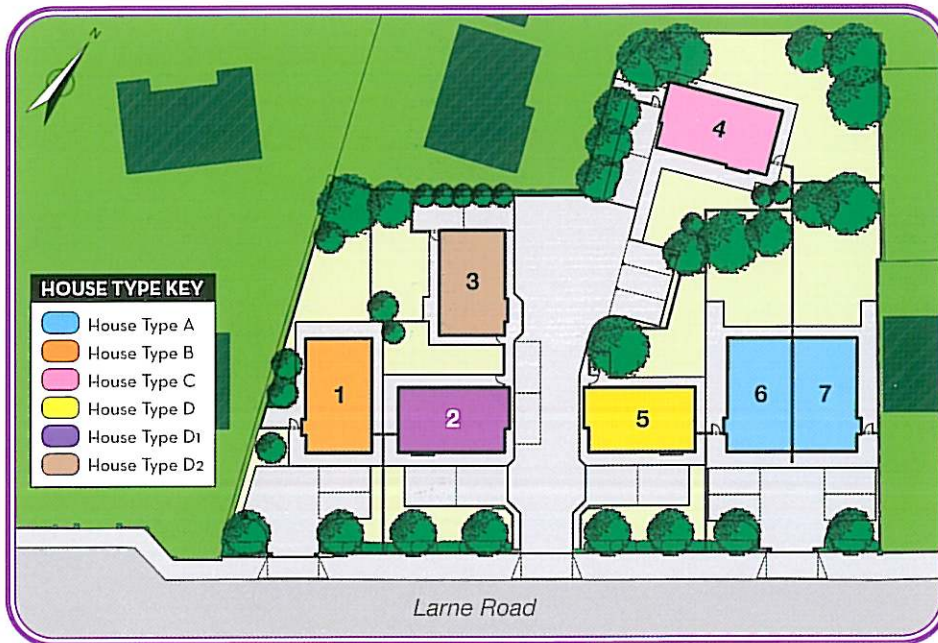 N
4
3
HOUSE TYPE KEY
House Type A
House Type B
House Type C
House Type D
House Type D1
House Type D2
1
2
5
6
7
Larne Road